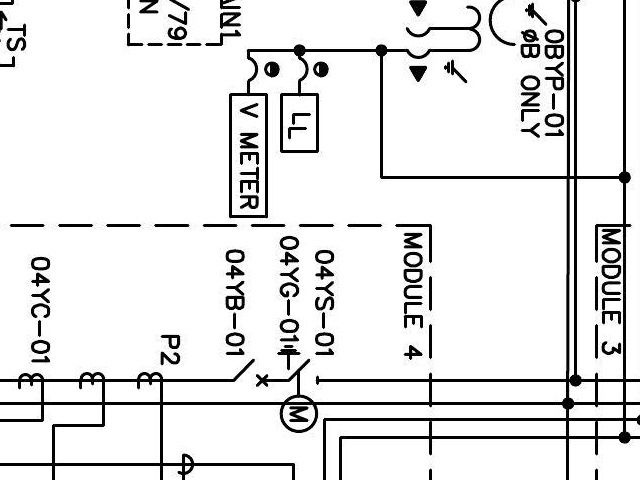 TS
N
/79
AIN1
0BYP-01
ØB ONLY
LL
V METER
MODULE 3
MODULE 4
04YS-01
04YG-01
04YB-01
04YC-01
P2
M